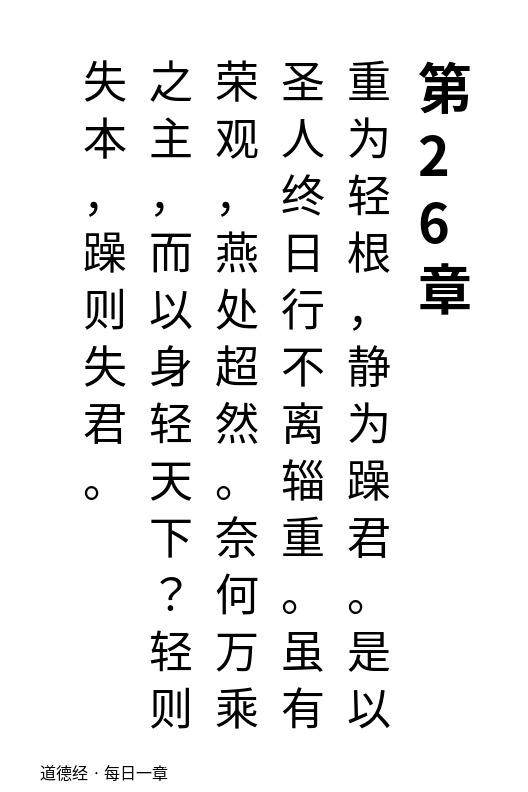 第26章
重为轻根，静为躁君。是以
圣人终日行不离辎重。虽有
荣观，燕处超然。奈何万乘
之主，而以身轻天下？轻则
失本，躁则失君。
道德经 · 每日一章